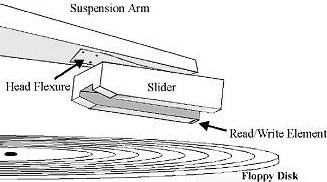 Suspension Arm
Head Flexure
Slider
Read/Write Element
Floppy Disk